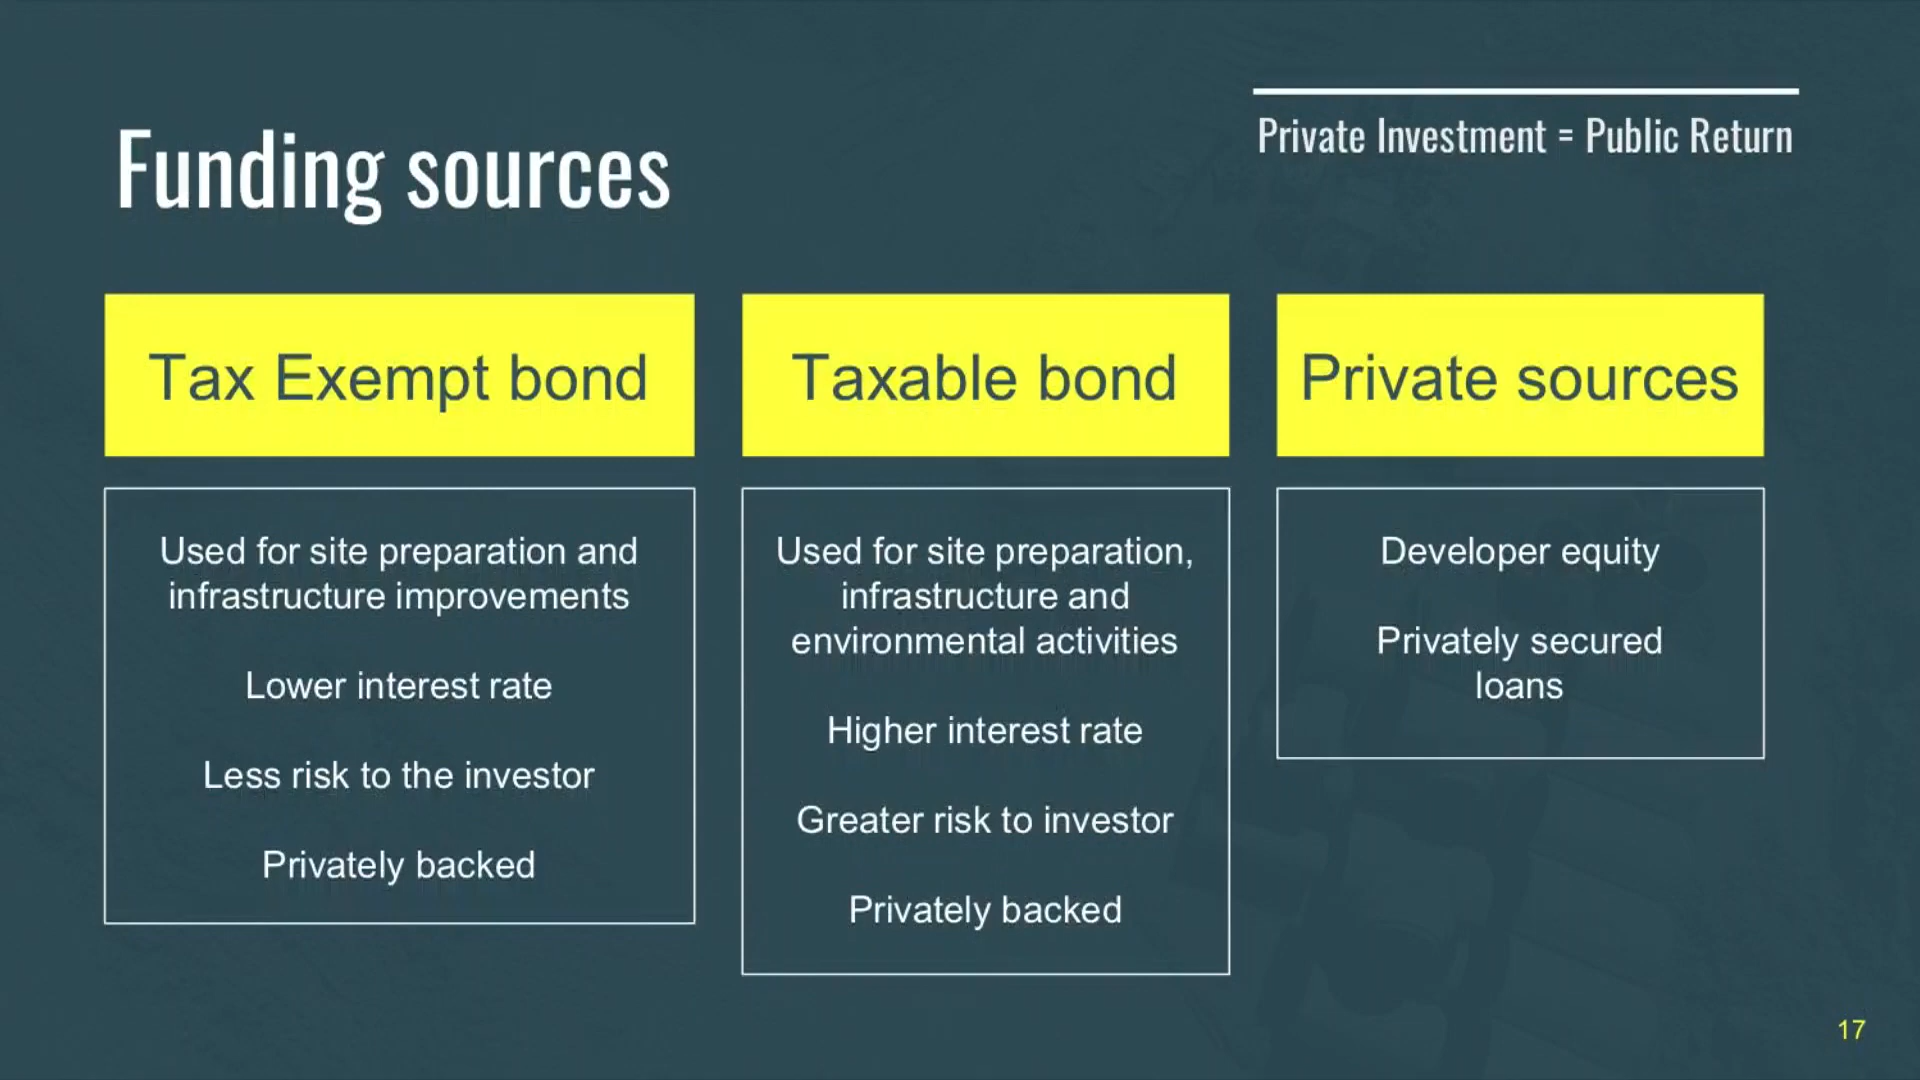 Private Investment = Public Return
Funding sources
Tax Exempt bond
Used for site preparation and
infrastructure improvements
Lower interest rate
Less risk to the investor
Privately backed
Taxable bond
Used for site preparation,
infrastructure and
environmental activities
Higher interest rate
Greater risk to investor
Privately backed
Private sources
Developer equity
Privately secured
loans
17